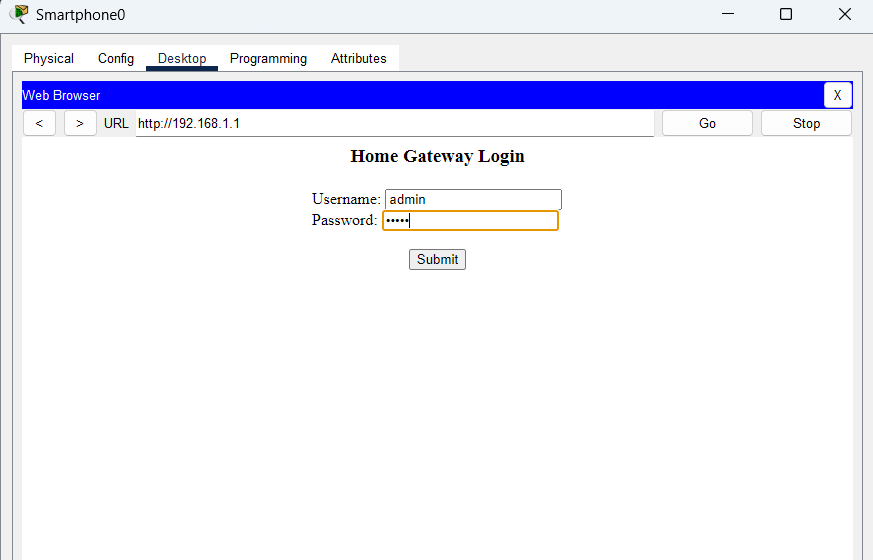 Smartphone0
Physical Config Desktop Programming Attributes
Web Browser X
< > URL http://192.168.1.1 Go Stop
Home Gateway Login
Username: admin
Password: •••••
Submit